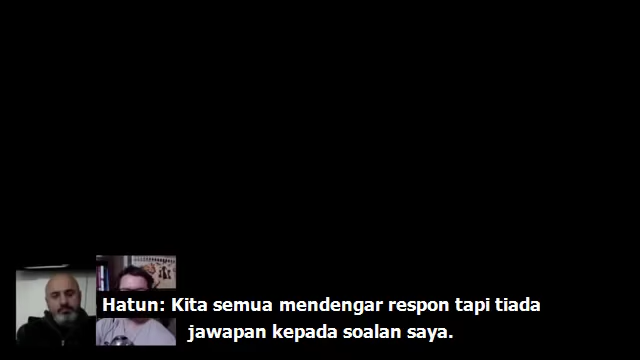 Hatun: Kita semua mendengar respon tapi tiada
jawapan kepada soalan saya.